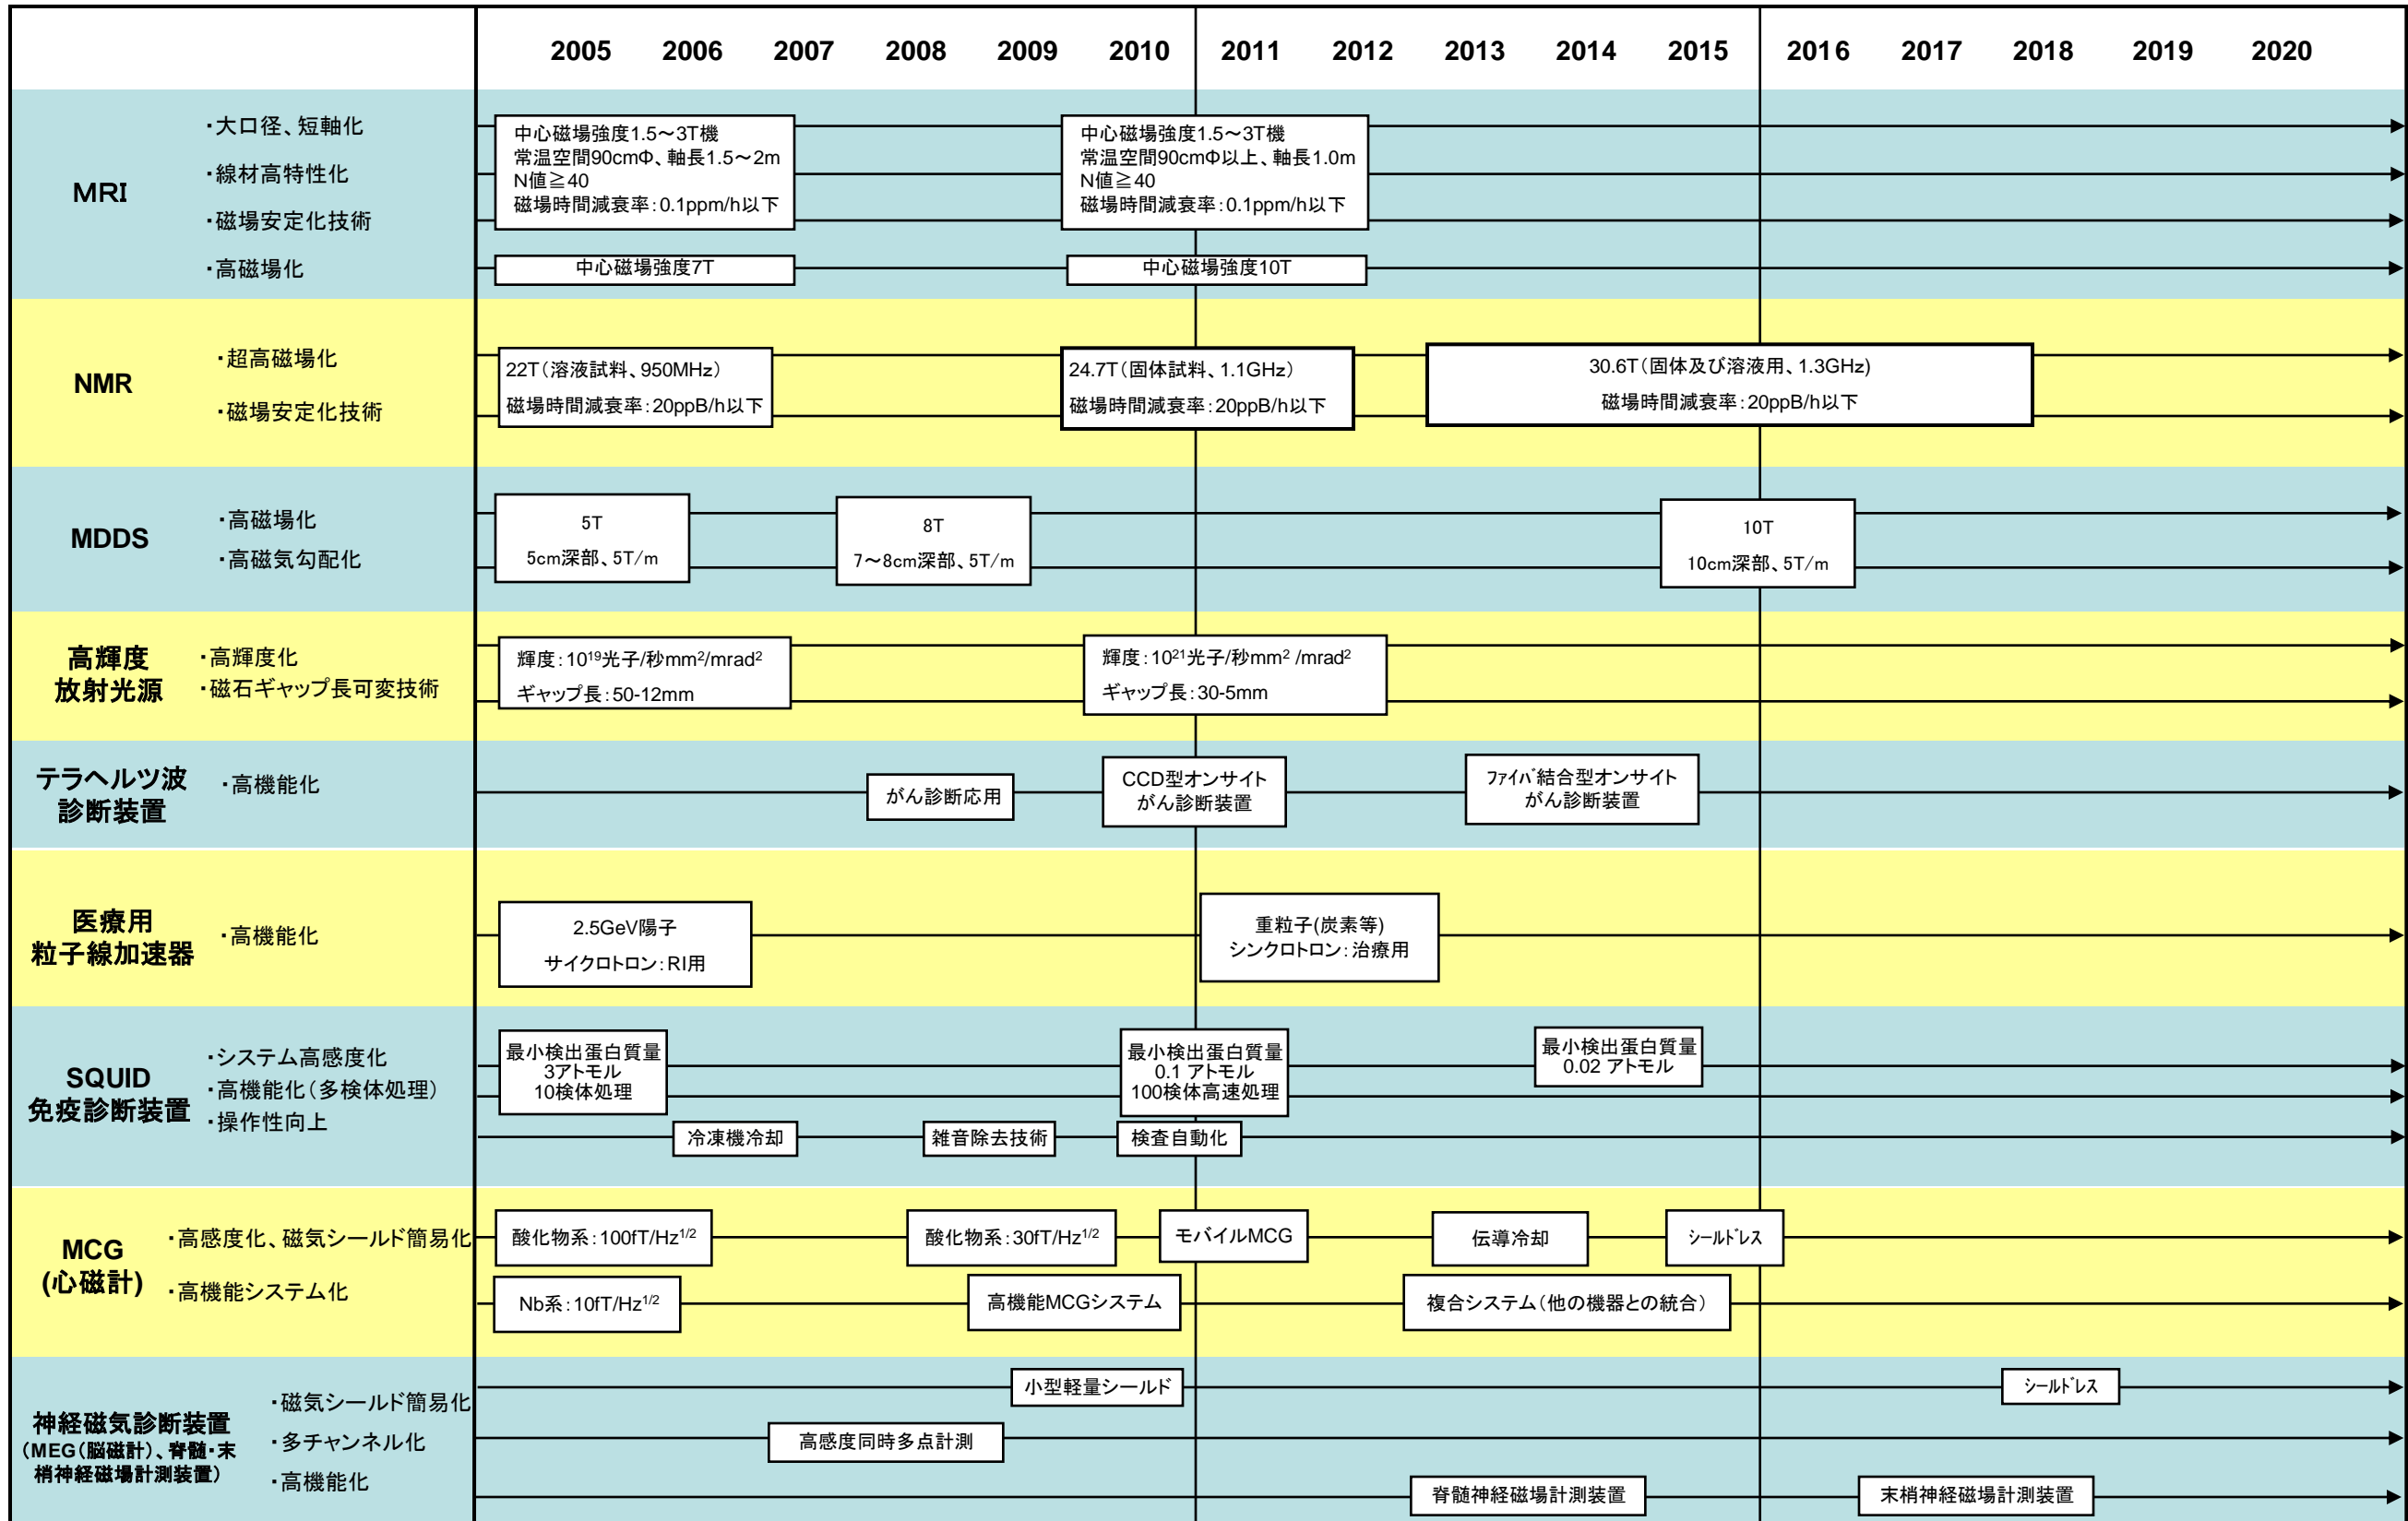 2005 2006 2007 2008 2009 2010 2011 2012 2013 2014 2015 2016 2017 2018 2019 2020
MRI
・大口径、短軸化
・線材高特性化
・磁場安定化技術
・高磁場化
中心磁場強度1.5～3T機
常温空間90cmΦ、軸長1.5～2m
N値≧40
磁場時間減衰率：0.1ppm/h以下
中心磁場強度1.5～3T機
常温空間90cmΦ以上、軸長1.0m
N値≧40
磁場時間減衰率：0.1ppm/h以下
中心磁場強度7T
中心磁場強度10T
NMR
・超高磁場化
・磁場安定化技術
22T（溶液試料、950MHz）
磁場時間減衰率：20ppB/h以下
24.7T（固体試料、1.1GHz）
磁場時間減衰率：20ppB/h以下
30.6T（固体及び溶液用、1.3GHz)
磁場時間減衰率：20ppB/h以下
MDDS
・高磁場化
・高磁気勾配化
5T
5cm深部、5T/m
8T
7～8cm深部、5T/m
10T
10cm深部、5T/m
高輝度
放射光源
・高輝度化
・磁石ギャップ長可変技術
輝度：10¹⁹光子/秒mm²/mrad²
ギャップ長：50-12mm
輝度：10²¹光子/秒mm² /mrad²
ギャップ長：30-5mm
テラヘルツ波
診断装置
・高機能化
がん診断応用
CCD型オンサイト
がん診断装置
ﾌｧｲﾊﾞ結合型オンサイト
がん診断装置
医療用
粒子線加速器
・高機能化
2.5GeV陽子
サイクロトロン：RI用
重粒子(炭素等)
シンクロトロン：治療用
SQUID
免疫診断装置
・システム高感度化
・高機能化（多検体処理）
・操作性向上
最小検出蛋白質量
3アトモル
10検体処理
最小検出蛋白質量
0.1 アトモル
100検体高速処理
最小検出蛋白質量
0.02 アトモル
冷凍機冷却
雑音除去技術
検査自動化
MCG
(心磁計)
・高感度化、磁気シールド簡易化
・高機能システム化
酸化物系：100fT/Hz¹ᐟ²
酸化物系：30fT/Hz¹ᐟ²
モバイルMCG
伝導冷却
ｼｰﾙﾄﾞﾚｽ
Nb系：10fT/Hz¹ᐟ²
高機能MCGシステム
複合システム（他の機器との統合）
神経磁気診断装置
（MEG（脳磁計）、脊髄・末
梢神経磁場計測装置）
・磁気シールド簡易化
・多チャンネル化
・高機能化
小型軽量シールド
ｼｰﾙﾄﾞﾚｽ
高感度同時多点計測
脊髄神経磁場計測装置
末梢神経磁場計測装置